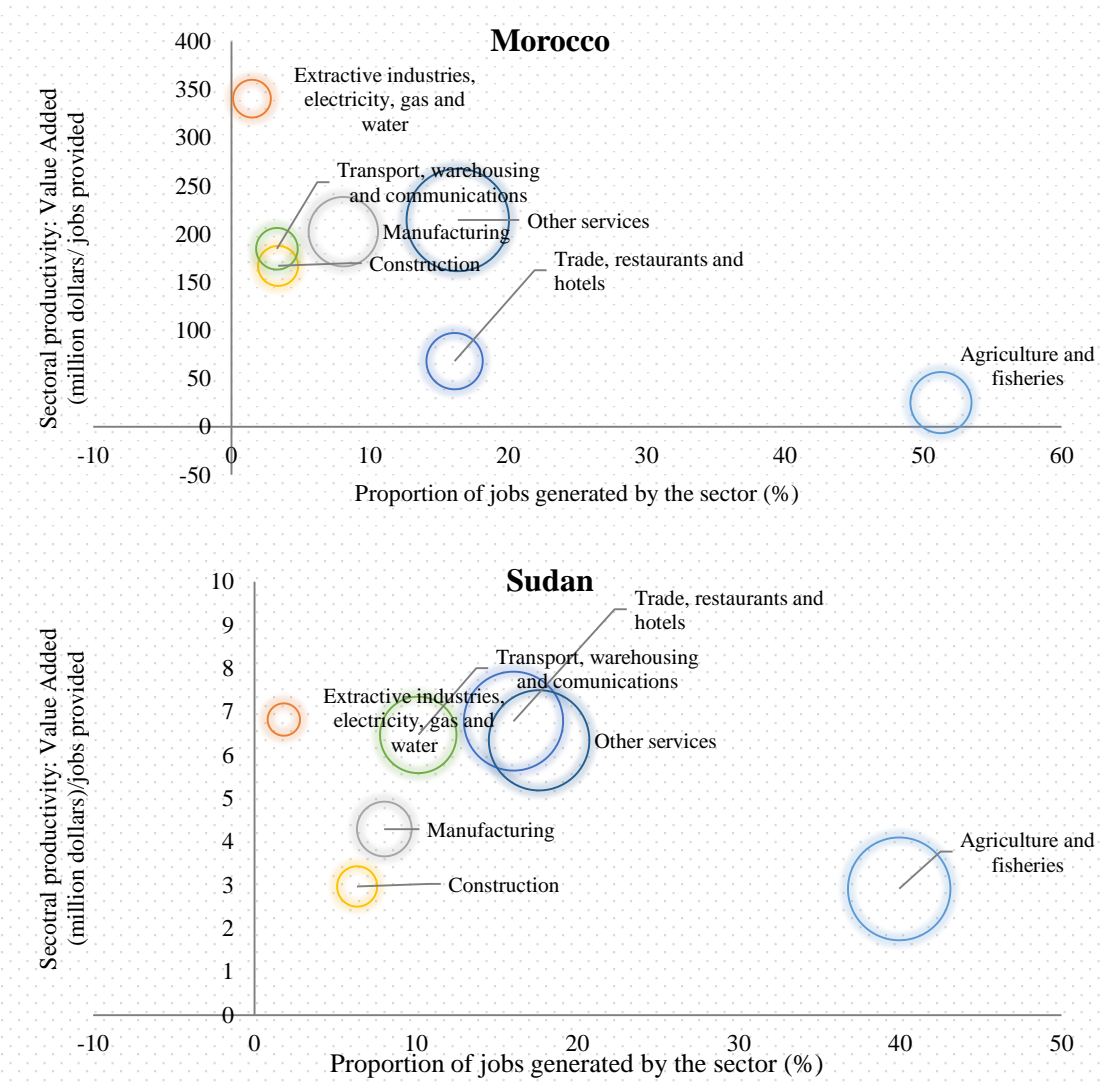 Morocco
400
350
300
250
200
150
100
50
0
-50
Sectoral productivity: Value Added
(million dollars/ jobs provided
Extractive industries,
electricity, gas and
water
Transport, warehousing
and communications
Other services
Manufacturing
Construction
Trade, restaurants and
hotels
Agriculture and
fisheries
-10
0
10
20
30
40
50
60
Proportion of jobs generated by the sector (%)
Sudan
10
9
8
7
6
5
4
3
2
1
0
Secotral productivity: Value Added
(million dollars)/jobs provided
Trade, restaurants and
hotels
Transport, warehousing
and comunications
Extractive industries,
electricity, gas and
water
Other services
Manufacturing
Agriculture and
fisheries
Construction
-10
0
10
20
30
40
50
Proportion of jobs generated by the sector (%)